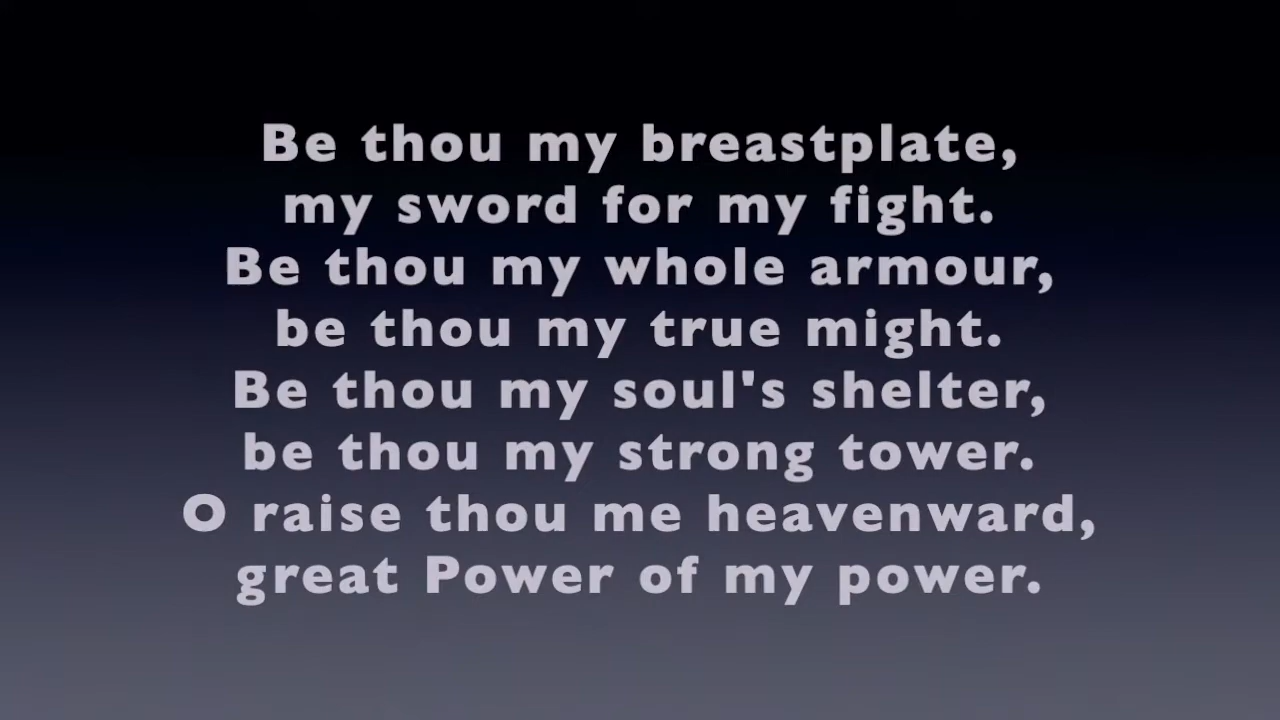 Be thou my breastplate,
my sword for my fight.
Be thou my whole armour,
be thou my true might.
Be thou my soul's shelter,
be thou my strong tower.
O raise thou me heavenward,
great Power of my power.